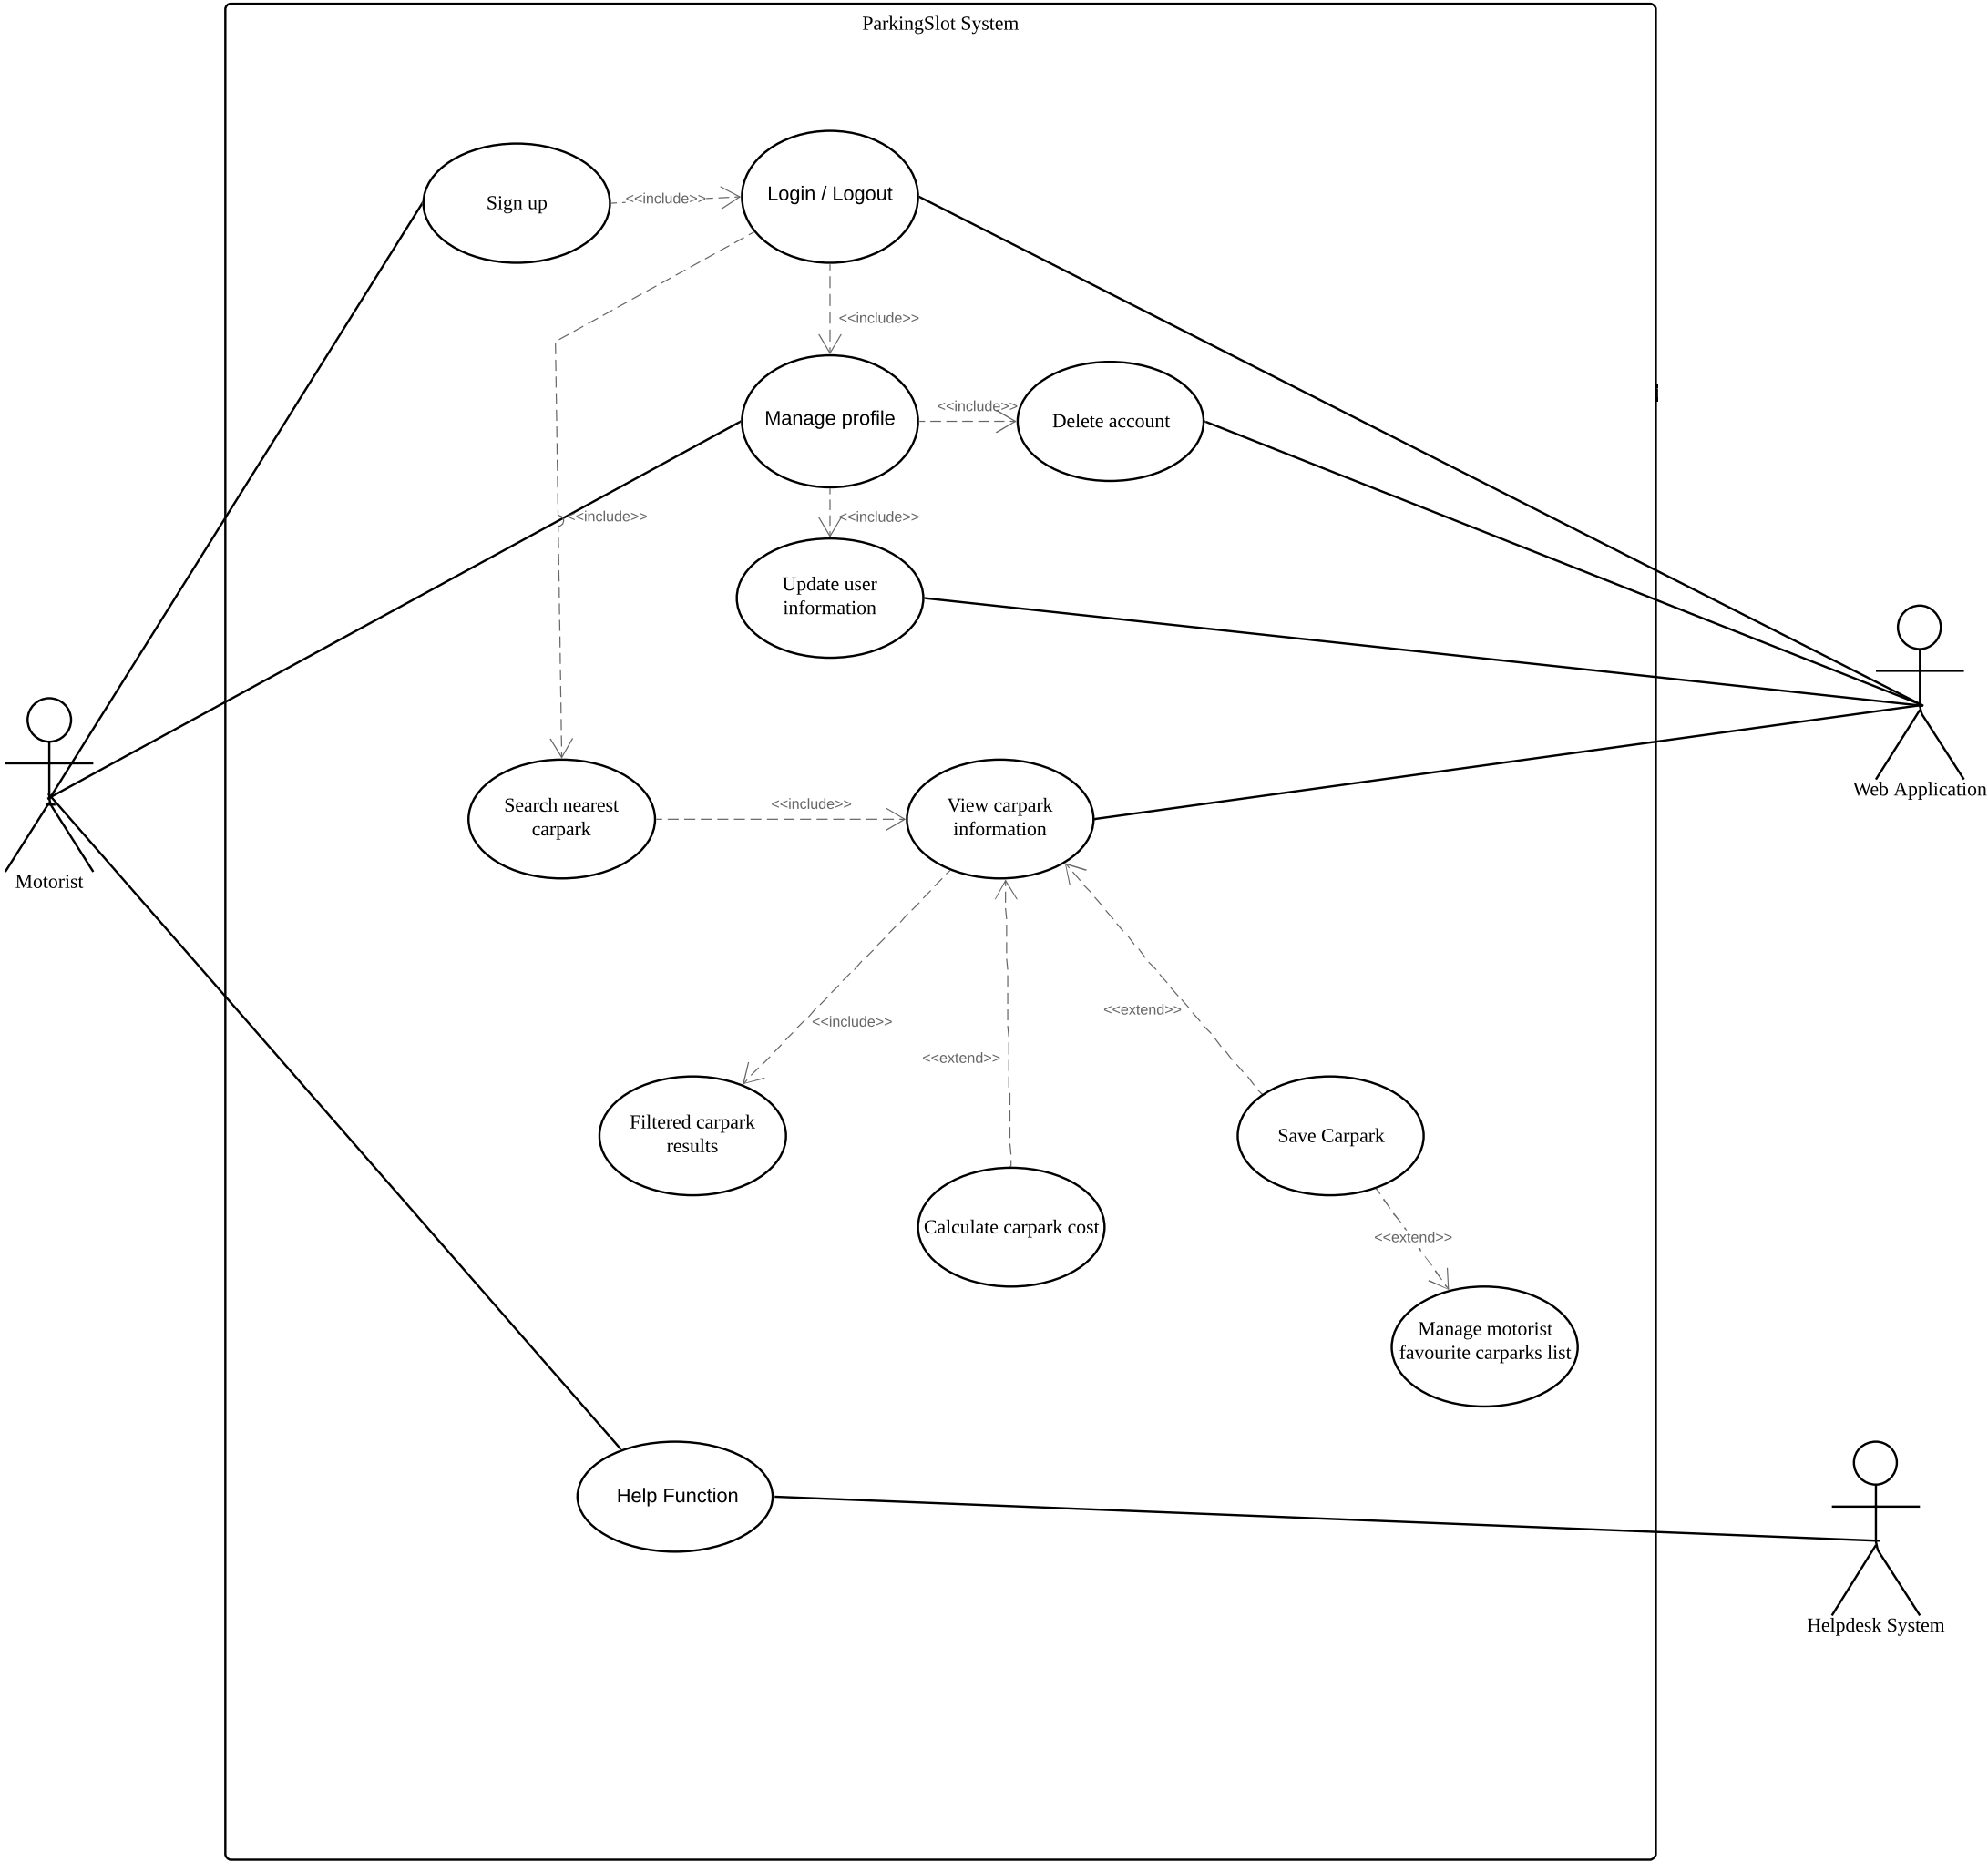 ParkingSlot System
Sign up
<<include>>
Login / Logout
<<include>>
Manage profile
<<include>>
Delete account
<<include>>
<<include>>
Update user
information
Web Application
Motorist
Search nearest
carpark
<<include>>
View carpark
information
<<include>>
<<extend>>
<<extend>>
Filtered carpark
results
Save Carpark
Calculate carpark cost
<<extend>>
Manage motorist
favourite carparks list
Help Function
Helpdesk System